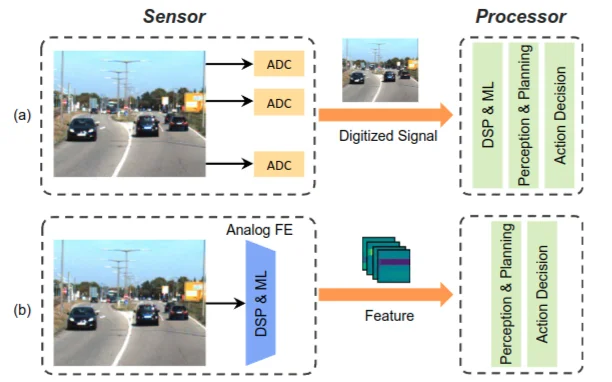 Sensor
Processor
(a)
ADC
ADC
ADC
Digitized Signal
DSP & ML
Perception & Planning
Action Decision
(b)
Analog FE
DSP & ML
Feature
Perception & Planning
Action Decision